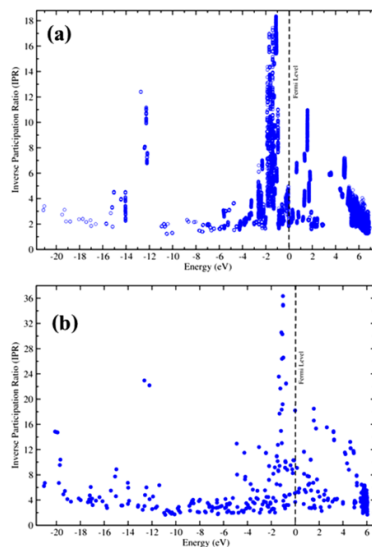 (a)
Inverse Participation Ratio (IPR)
18
16
14
12
10
8
6
4
2
0
Fermi Level
-20 -18 -16 -14 -12 -10 -8 -6 -4 -2 0 2 4 6
Energy (eV)
(b)
Inverse Participation Ratio (IPR)
36
32
28
24
20
16
12
8
4
0
Fermi Level
-20 -18 -16 -14 -12 -10 -8 -6 -4 -2 0 2 4 6
Energy (eV)